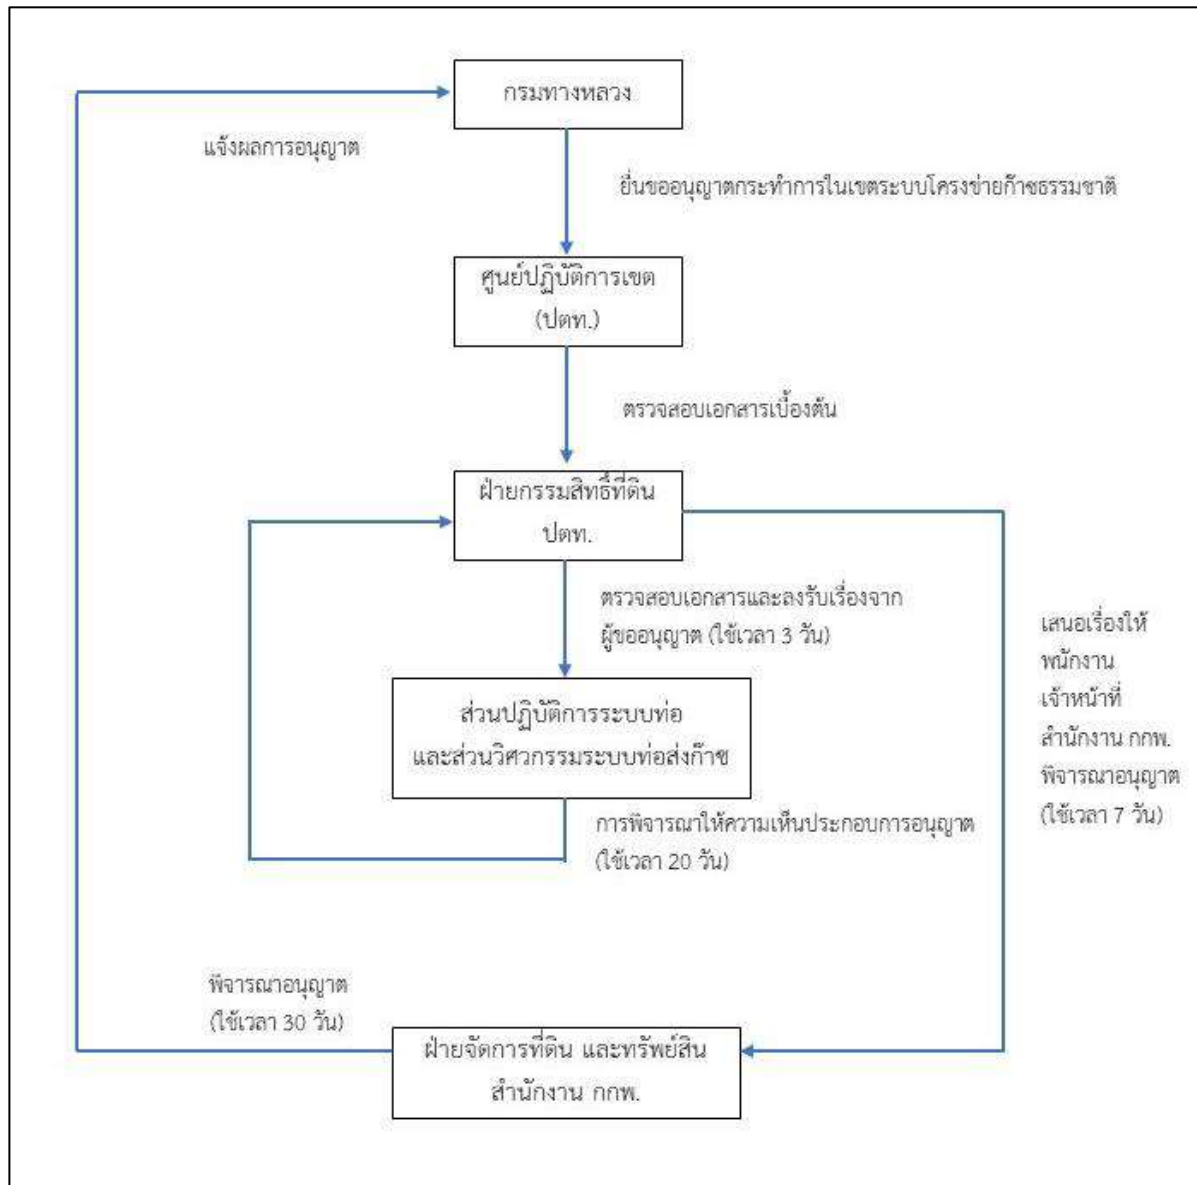 กรมทางหลวง
แจ้งผลการอนุญาต
ยื่นขออนุญาตกระทำการในเขตระบบโครงข่ายก๊าซธรรมชาติ
ศูนย์ปฏิบัติการเขต
(ปตท.)
ตรวจสอบเอกสารเบื้องต้น
ฝ่ายกรรมสิทธิ์ที่ดิน
ปตท.
ตรวจสอบเอกสารและลงรับเรื่องจาก
ผู้ขออนุญาต (ใช้เวลา 3 วัน)
เสนอเรื่องให้
พนักงาน
เจ้าหน้าที่
สำนักงาน กกพ.
พิจารณาอนุญาต
(ใช้เวลา 7 วัน)
ส่วนปฏิบัติการระบบท่อ
และส่วนวิศวกรรมระบบท่อส่งก๊าซ
การพิจารณาให้ความเห็นประกอบการอนุญาต
(ใช้เวลา 20 วัน)
พิจารณาอนุญาต
(ใช้เวลา 30 วัน)
ฝ่ายจัดการที่ดิน และทรัพย์สิน
สำนักงาน กกพ.